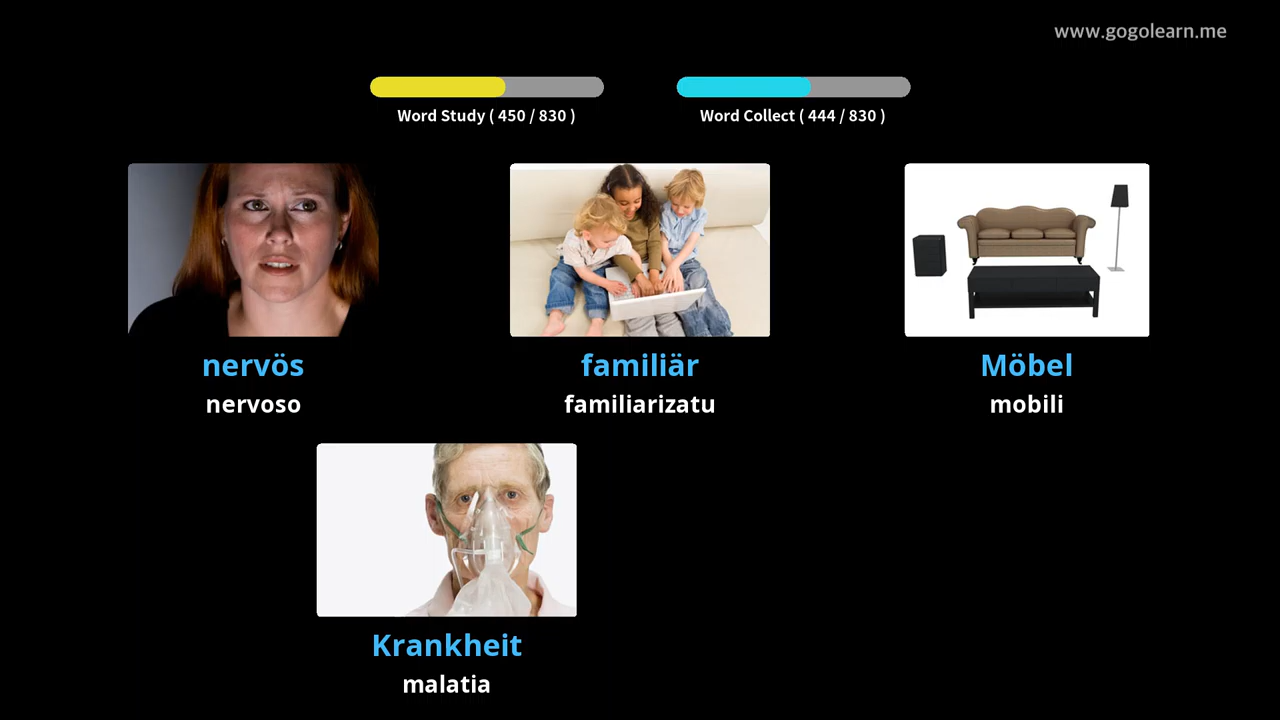 www.gogolearn.me
Word Study ( 450 / 830 )
Word Collect ( 444 / 830 )
nervös
nervoso
familiär
familiarizatu
Möbel
mobili
Krankheit
malatia